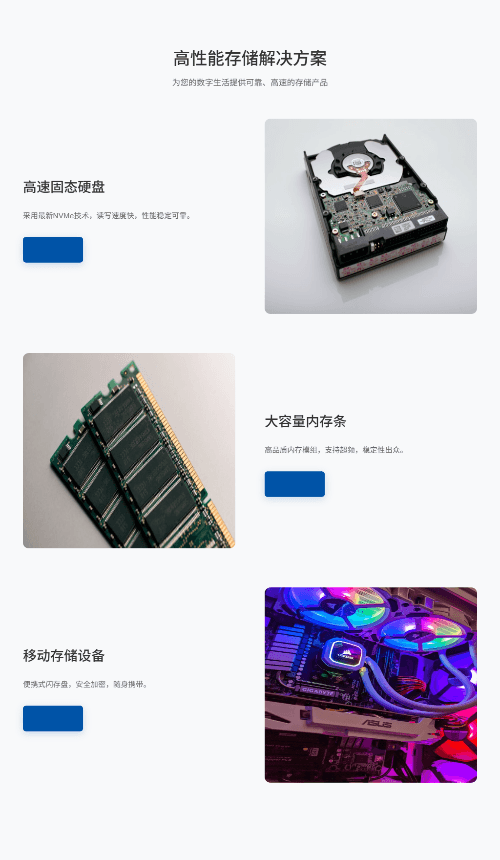 高性能存储解决方案
为您的数字生活提供可靠、高速的存储产品
高速固态硬盘
采用最新NVMe技术，读写速度快，性能稳定可靠。
大容量内存条
高品质内存模组，支持超频，稳定性出众。
移动存储设备
便携式闪存盘，安全加密，随身携带。
GIGABYTE
ASUS